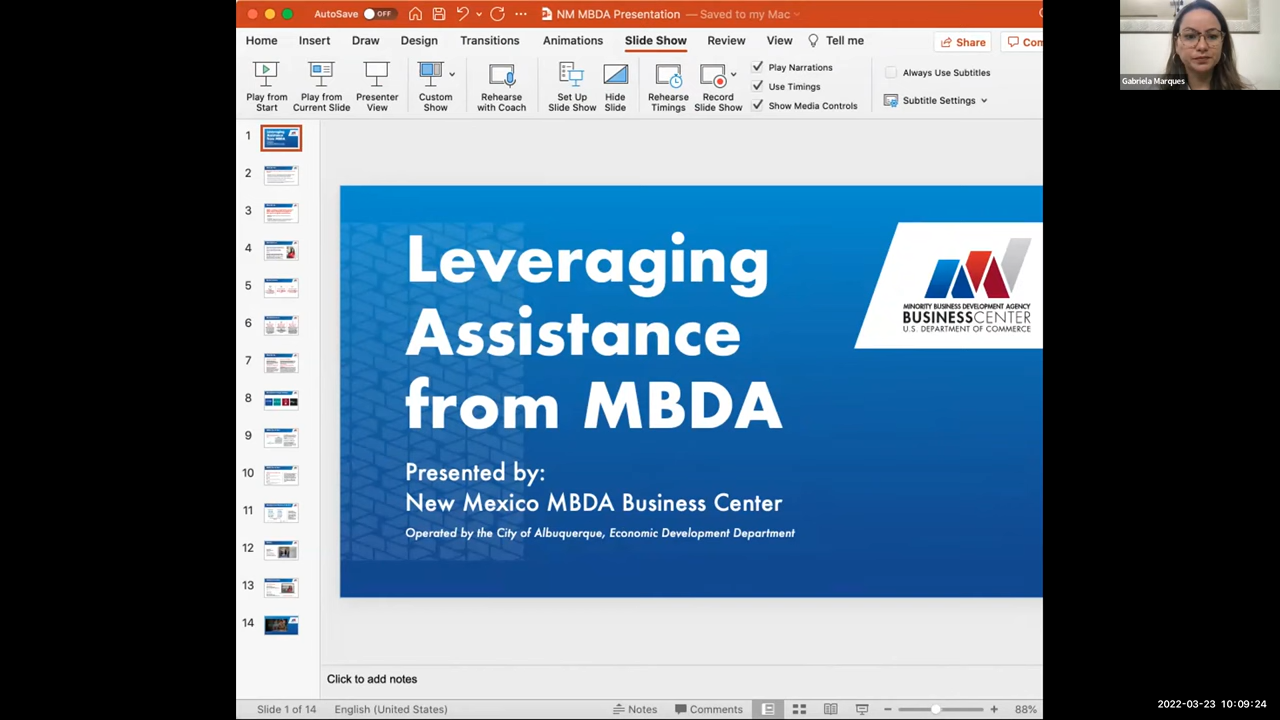 AutoSave OFF NM MBDA Presentation — Saved to my Mac
Home Insert Draw Design Transitions Animations Slide Show Review View Tell me Share Com
Play from Start
Play from Current Slide
Presenter View
Custom Show
Rehearse with Coach
Set Up Slide Show
Hide Slide
Rehearse Timings
Record Slide Show
Play Narrations
Use Timings
Show Media Controls
Always Use Subtitles
Subtitle Settings
Gabriela Marques
1
2
3
4
5
6
7
8
9
10
11
12
13
14
Leveraging
Assistance
from MBDA
Presented by:
New Mexico MBDA Business Center
Operated by the City of Albuquerque, Economic Development Department
MINORITY BUSINESS DEVELOPMENT AGENCY
BUSINESSCENTER
U.S. DEPARTMENT OF COMMERCE
Click to add notes
Slide 1 of 14 English (United States) Notes Comments 88%
2022-03-23 10:09:24